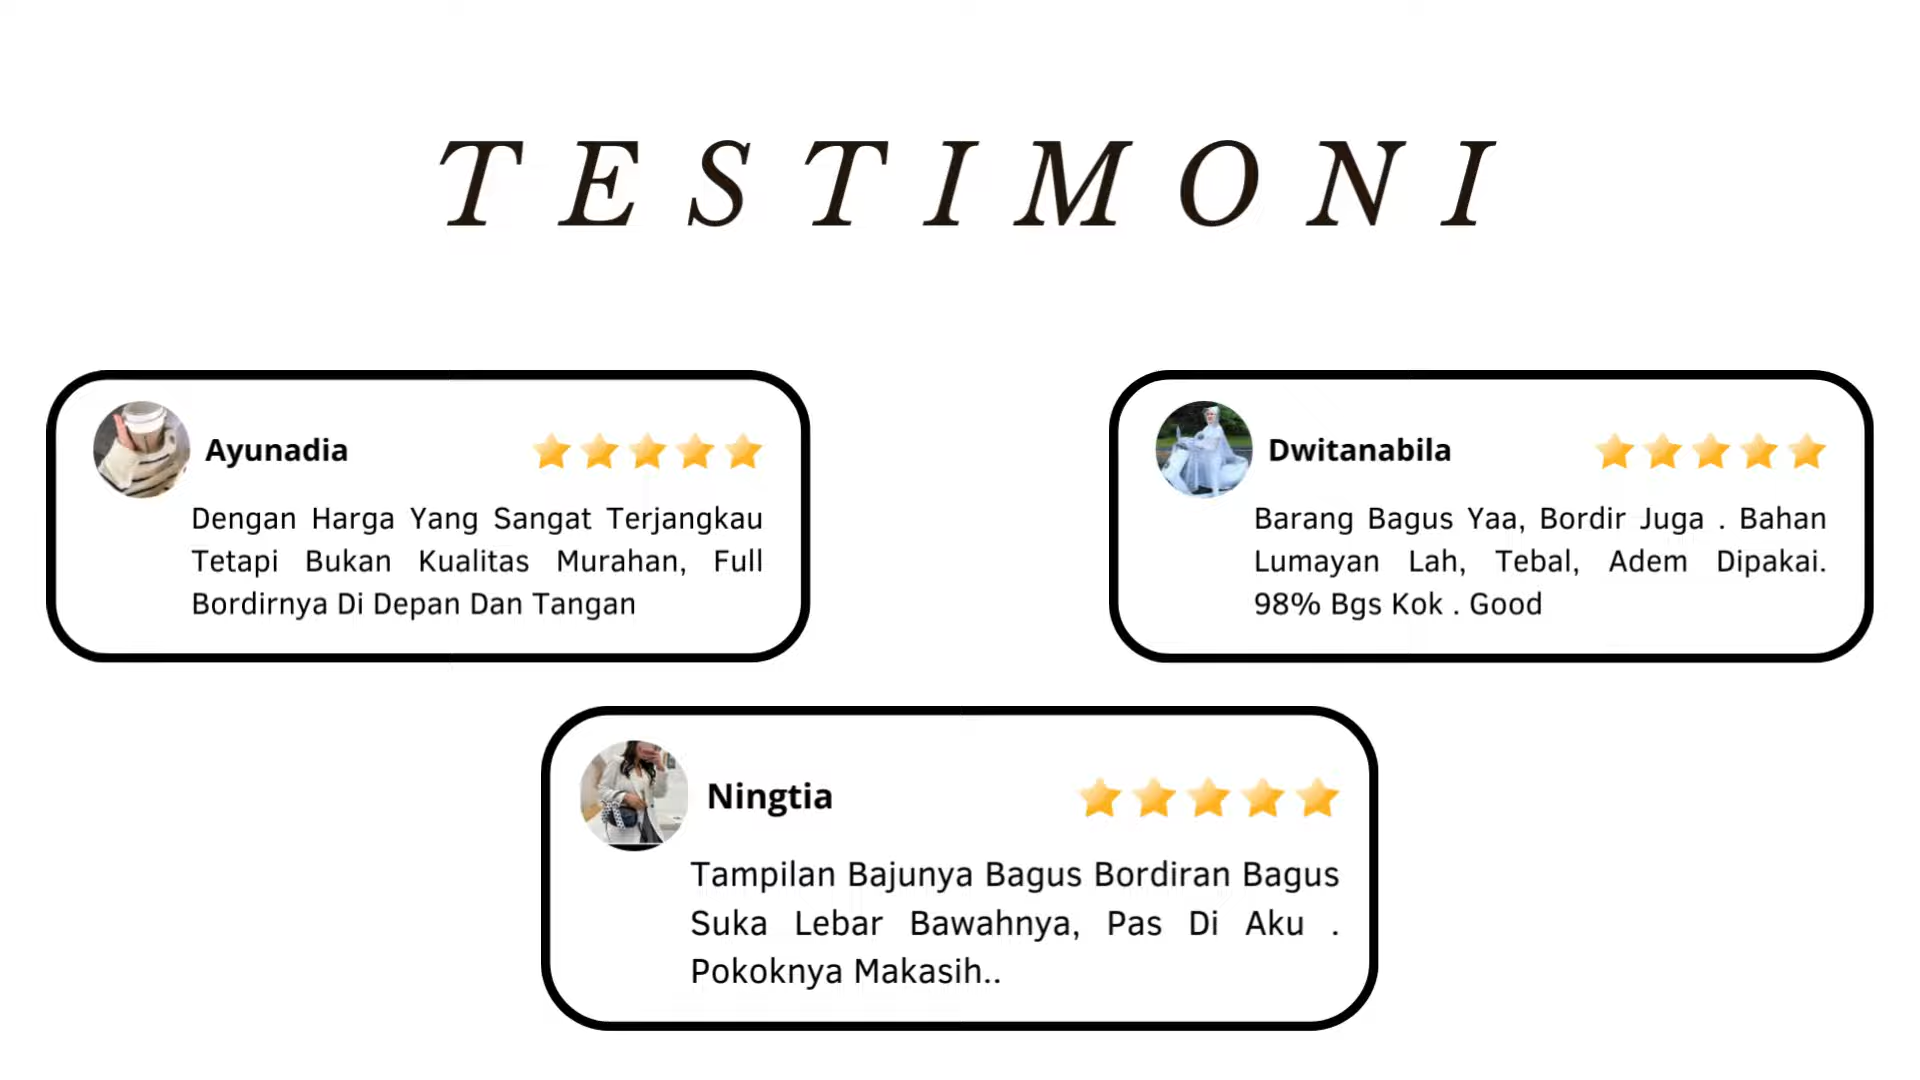 TESTIMONI
Ayunadia
Dengan Harga Yang Sangat Terjangkau
Tetapi Bukan Kualitas Murahan, Full
Bordirnya Di Depan Dan Tangan
Dwitanabila
Barang Bagus Yaa, Bordir Juga . Bahan
Lumayan Lah, Tebal, Adem Dipakai.
98% Bgs Kok . Good
Ningtia
Tampilan Bajunya Bagus Bordiran Bagus
Suka Lebar Bawahnya, Pas Di Aku .
Pokoknya Makasih..